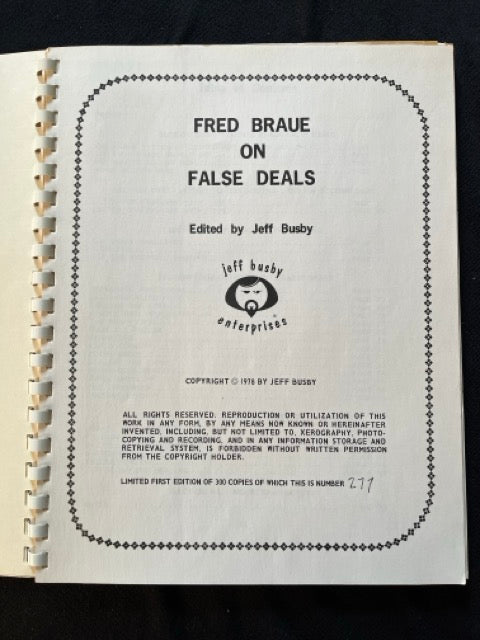 FRED BRAUE
ON
FALSE DEALS
Edited by Jeff Busby
jeff busby
enterprises
COPYRIGHT © 1978 BY JEFF BUSBY
ALL RIGHTS RESERVED. REPRODUCTION OR UTILIZATION OF THIS
WORK IN ANY FORM, BY ANY MEANS NOW KNOWN OR HEREINAFTER
INVENTED, INCLUDING, BUT NOT LIMITED TO, XEROGRAPHY, PHOTO-
COPYING AND RECORDING, AND IN ANY INFORMATION STORAGE AND
RETRIEVAL SYSTEM, IS FORBIDDEN WITHOUT WRITTEN PERMISSION
FROM THE COPYRIGHT HOLDER.
LIMITED FIRST EDITION OF 300 COPIES OF WHICH THIS IS NUMBER 277